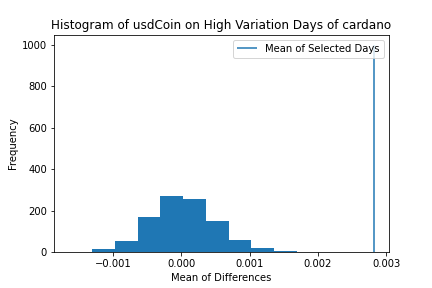 Histogram of usdCoin on High Variation Days of cardano
Mean of Selected Days
1000
800
600
400
200
0
Frequency
−0.001
0.000
0.001
0.002
0.003
Mean of Differences